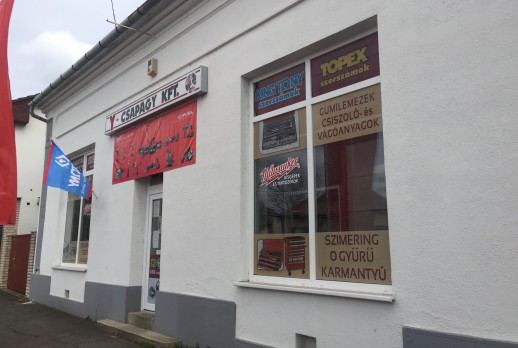 Y - CSAPAGY KFT.
KING TONY
szerszámok
TOPEX
szerszámok
GUMILEMEZEK
CSISZOLÓ- és
VÁGÓANYAGOK
Milwaukee
SZIMERING
O GYŰRŰ
KARMANTYÚ